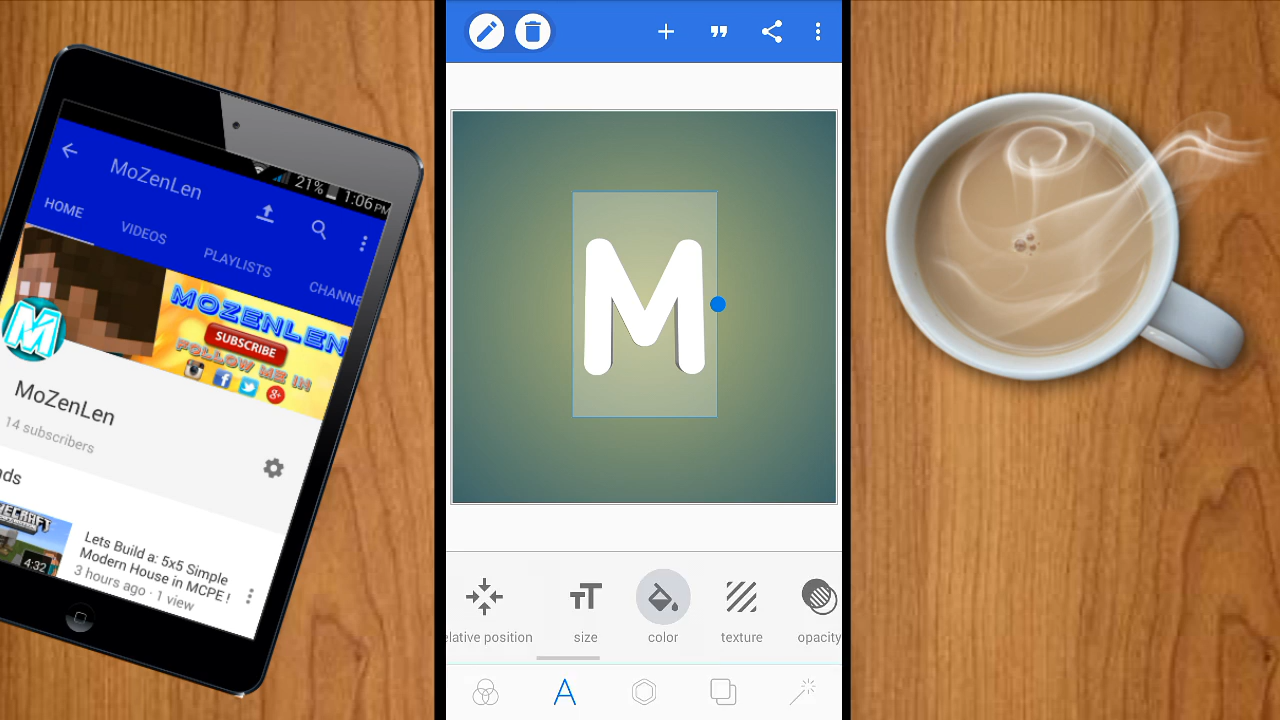 MoZenLen
21%
1:06 PM
HOME
VIDEOS
PLAYLISTS
CHANNE
M
MOZENLEN
SUBSCRIBE
FOLLOW ME IN
MoZenLen
14 subscribers
nds
4:32
Lets Build a: 5x5 Simple
Modern House in MCPE !
3 hours ago · 1 view
M
elative position
size
color
texture
opacity
A